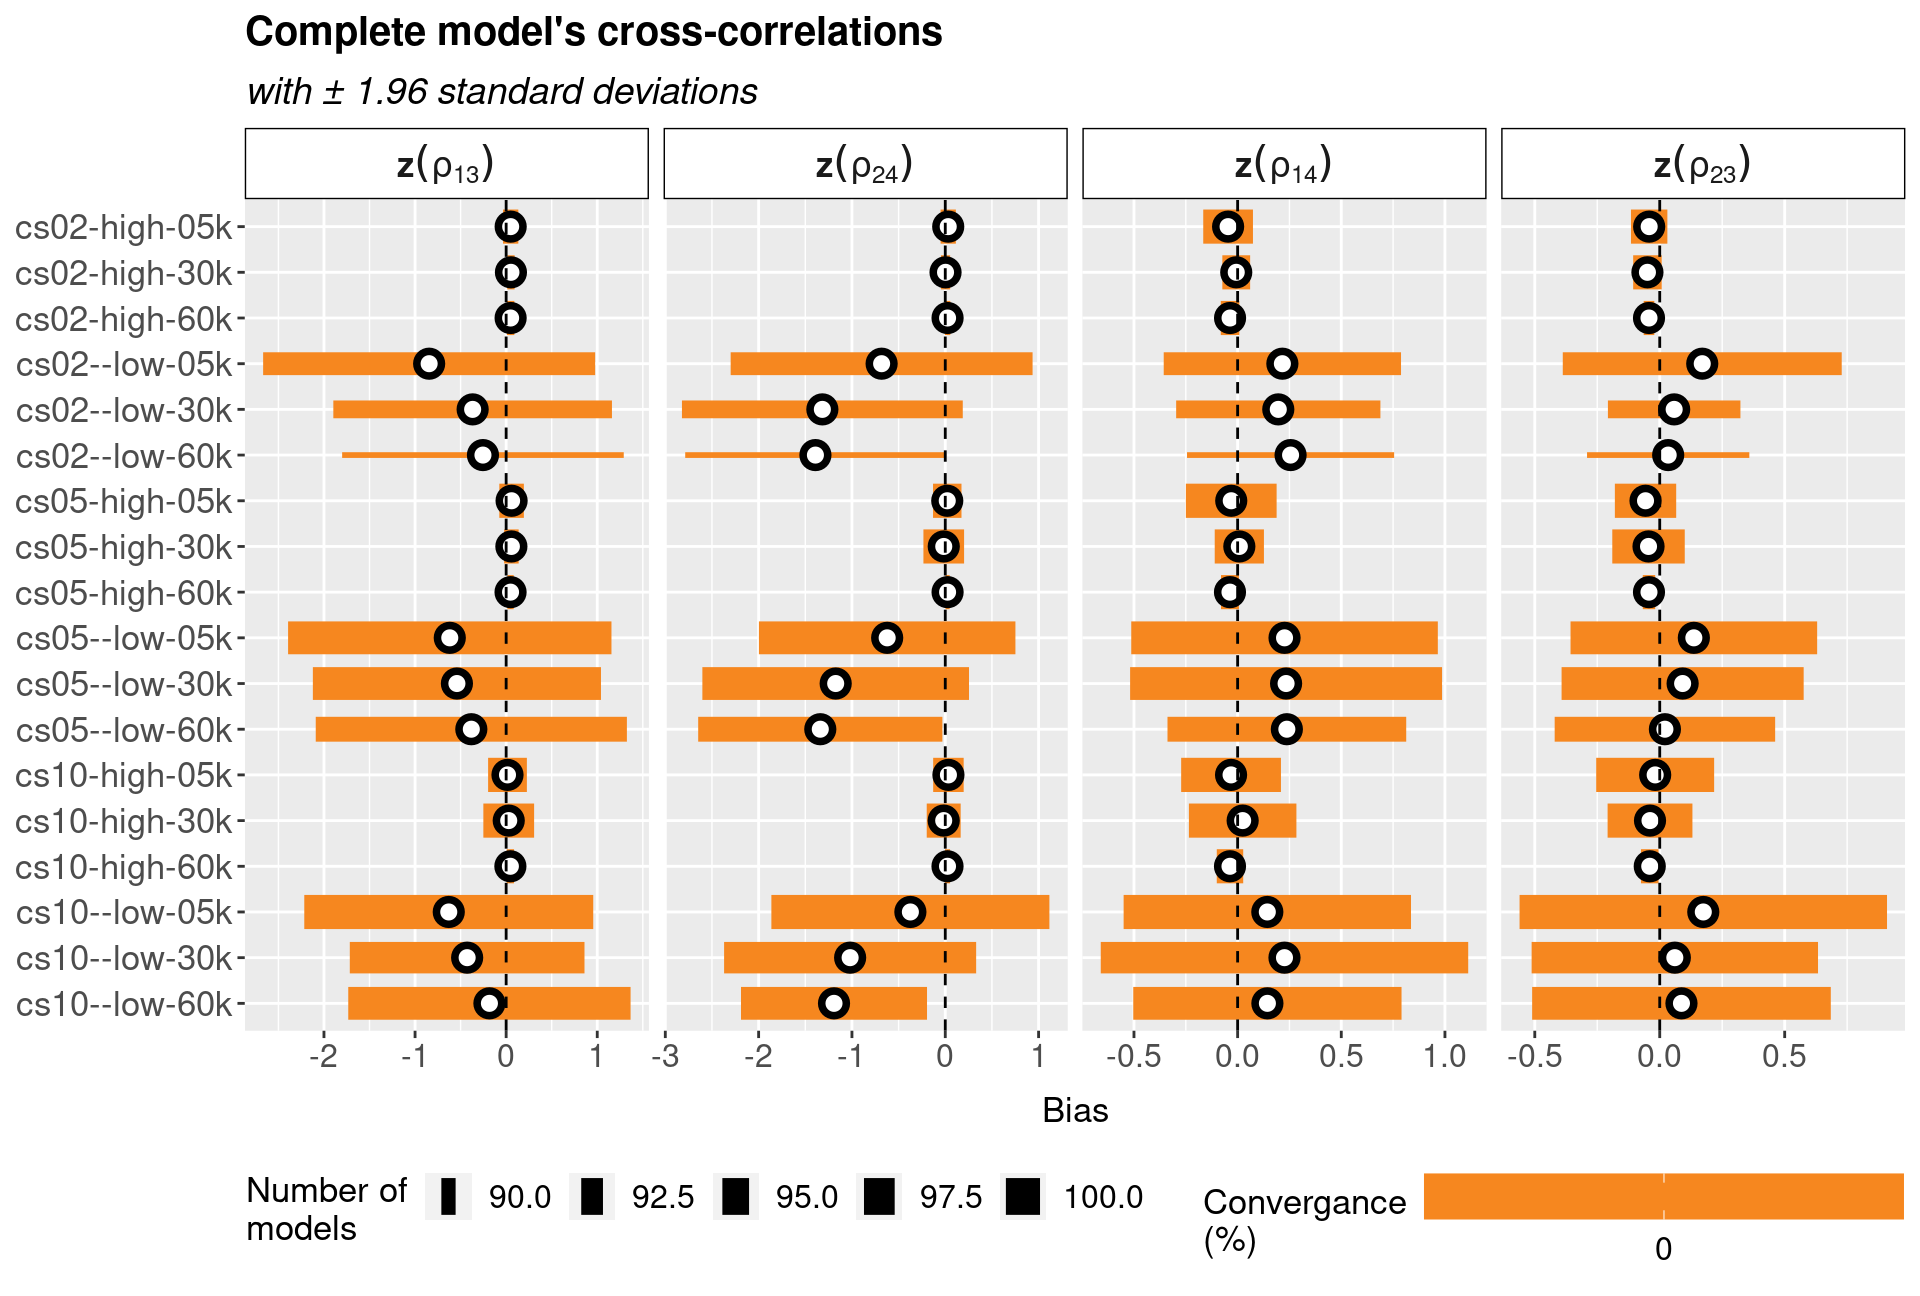 Complete model's cross-correlations
with ± 1.96 standard deviations
z(ρ13) z(ρ24) z(ρ14) z(ρ23)
cs02-high-05k
cs02-high-30k
cs02-high-60k
cs02--low-05k
cs02--low-30k
cs02--low-60k
cs05-high-05k
cs05-high-30k
cs05-high-60k
cs05--low-05k
cs05--low-30k
cs05--low-60k
cs10-high-05k
cs10-high-30k
cs10-high-60k
cs10--low-05k
cs10--low-30k
cs10--low-60k
-2 -1 0 1 -3 -2 -1 0 1 -0.5 0.0 0.5 1.0 -0.5 0.0 0.5
Bias
Number of
models
90.0 92.5 95.0 97.5 100.0
Convergance
(%)
0